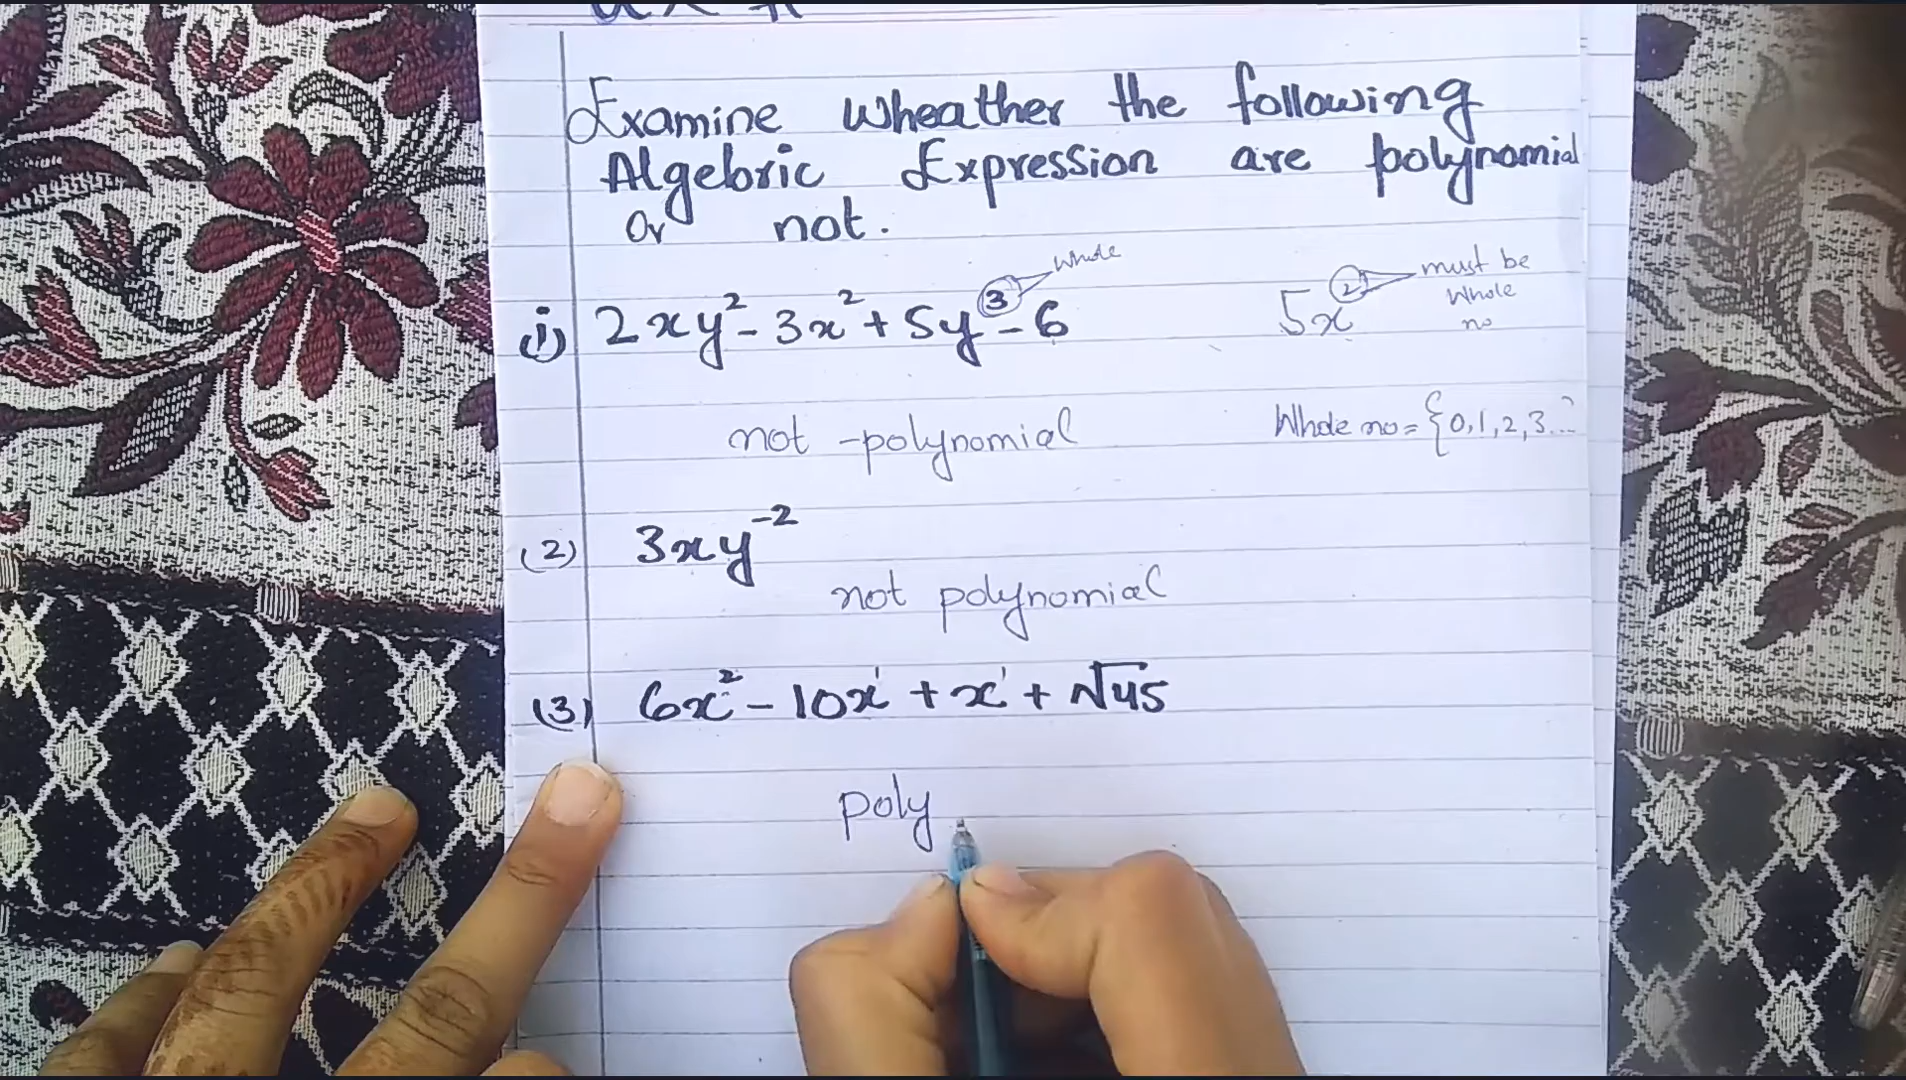 Examine Wheather the following
Algebric Expression are polynomial
Or not.
(i) 2xy² - 3x² + 5y³ - 6
Whole
5x²
must be
Whole
no
not - polynomial
Whole no = {0, 1, 2, 3...}
(2) 3xy⁻²
not polynomial
(3) 6x² - 10x¹ + x¹ + √45
poly